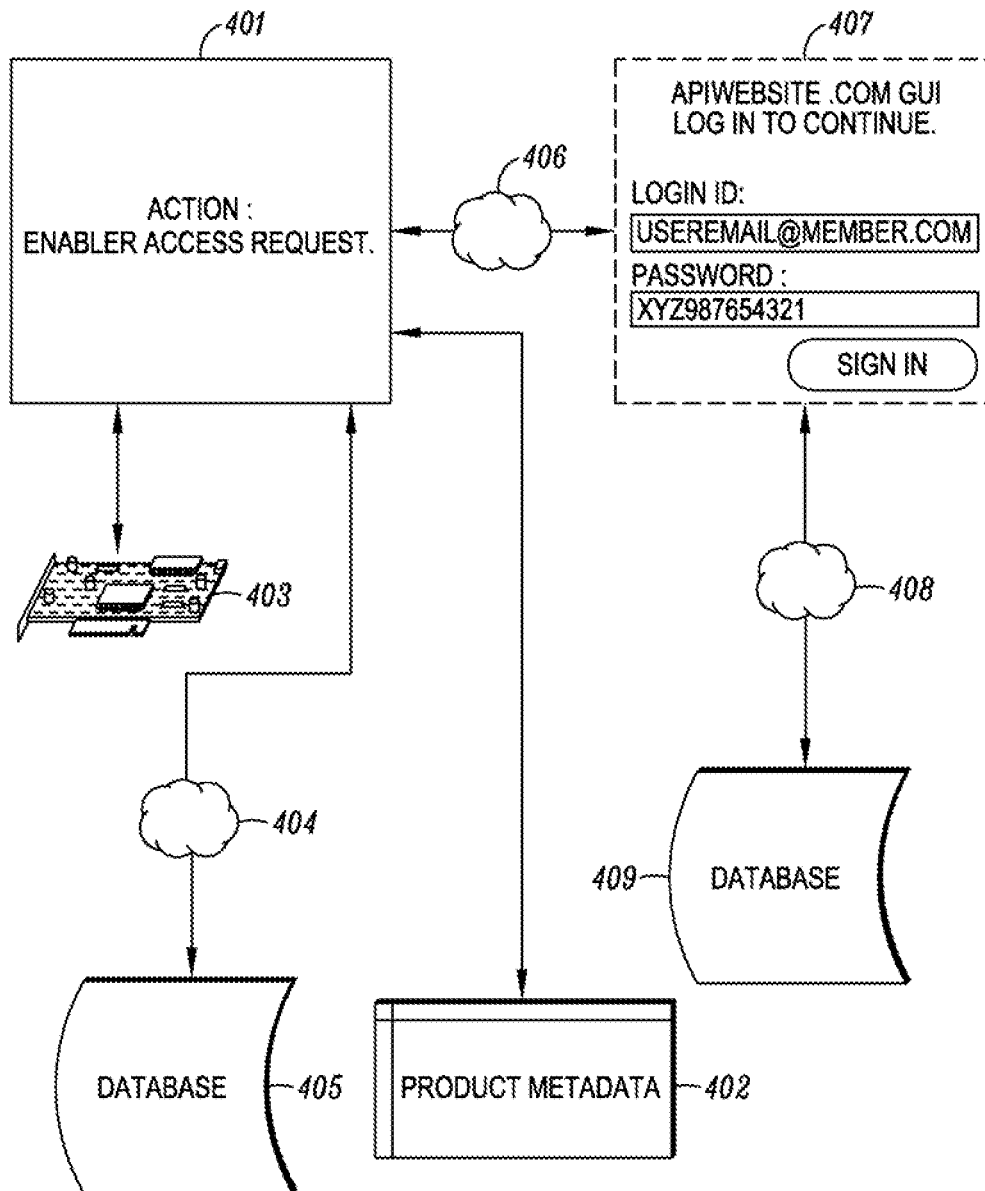 401
407
ACTION :
ENABLER ACCESS REQUEST.
406
APIWEBSITE .COM GUI
LOG IN TO CONTINUE.
LOGIN ID:
USEREMAIL@MEMBER.COM
PASSWORD :
XYZ987654321
SIGN IN
403
408
404
409
DATABASE
DATABASE
405
PRODUCT METADATA
402